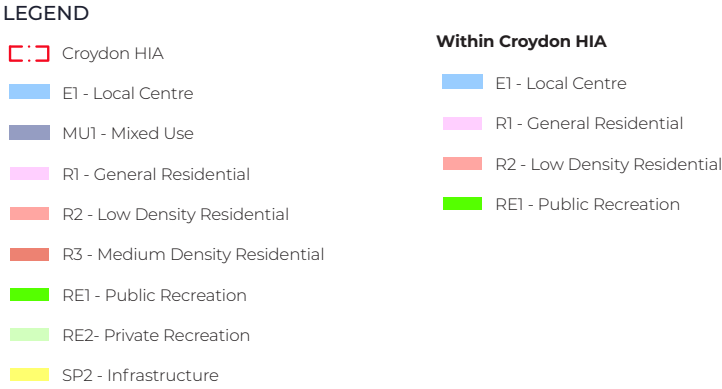 LEGEND
Croydon HIA
E1 - Local Centre
MU1 - Mixed Use
R1 - General Residential
R2 - Low Density Residential
R3 - Medium Density Residential
RE1 - Public Recreation
RE2- Private Recreation
SP2 - Infrastructure
Within Croydon HIA
E1 - Local Centre
R1 - General Residential
R2 - Low Density Residential
RE1 - Public Recreation